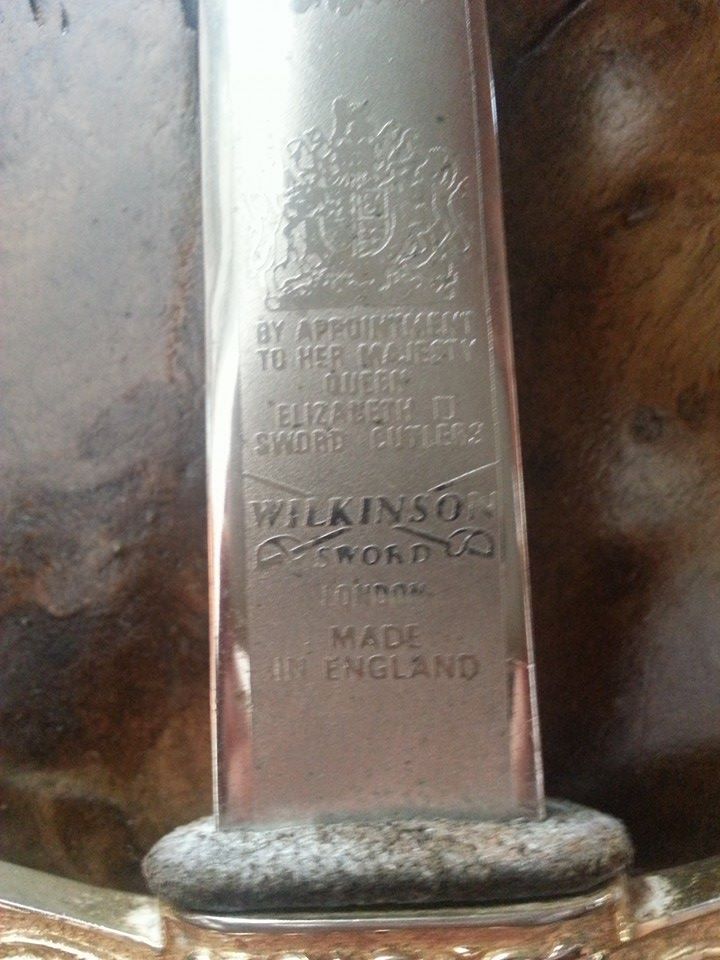 BY APPOINTMENT
TO HER MAJESTY
QUEEN
ELIZABETH II
SWORD CUTLERS
WILKINSON
SWORD
LONDON
MADE
IN ENGLAND